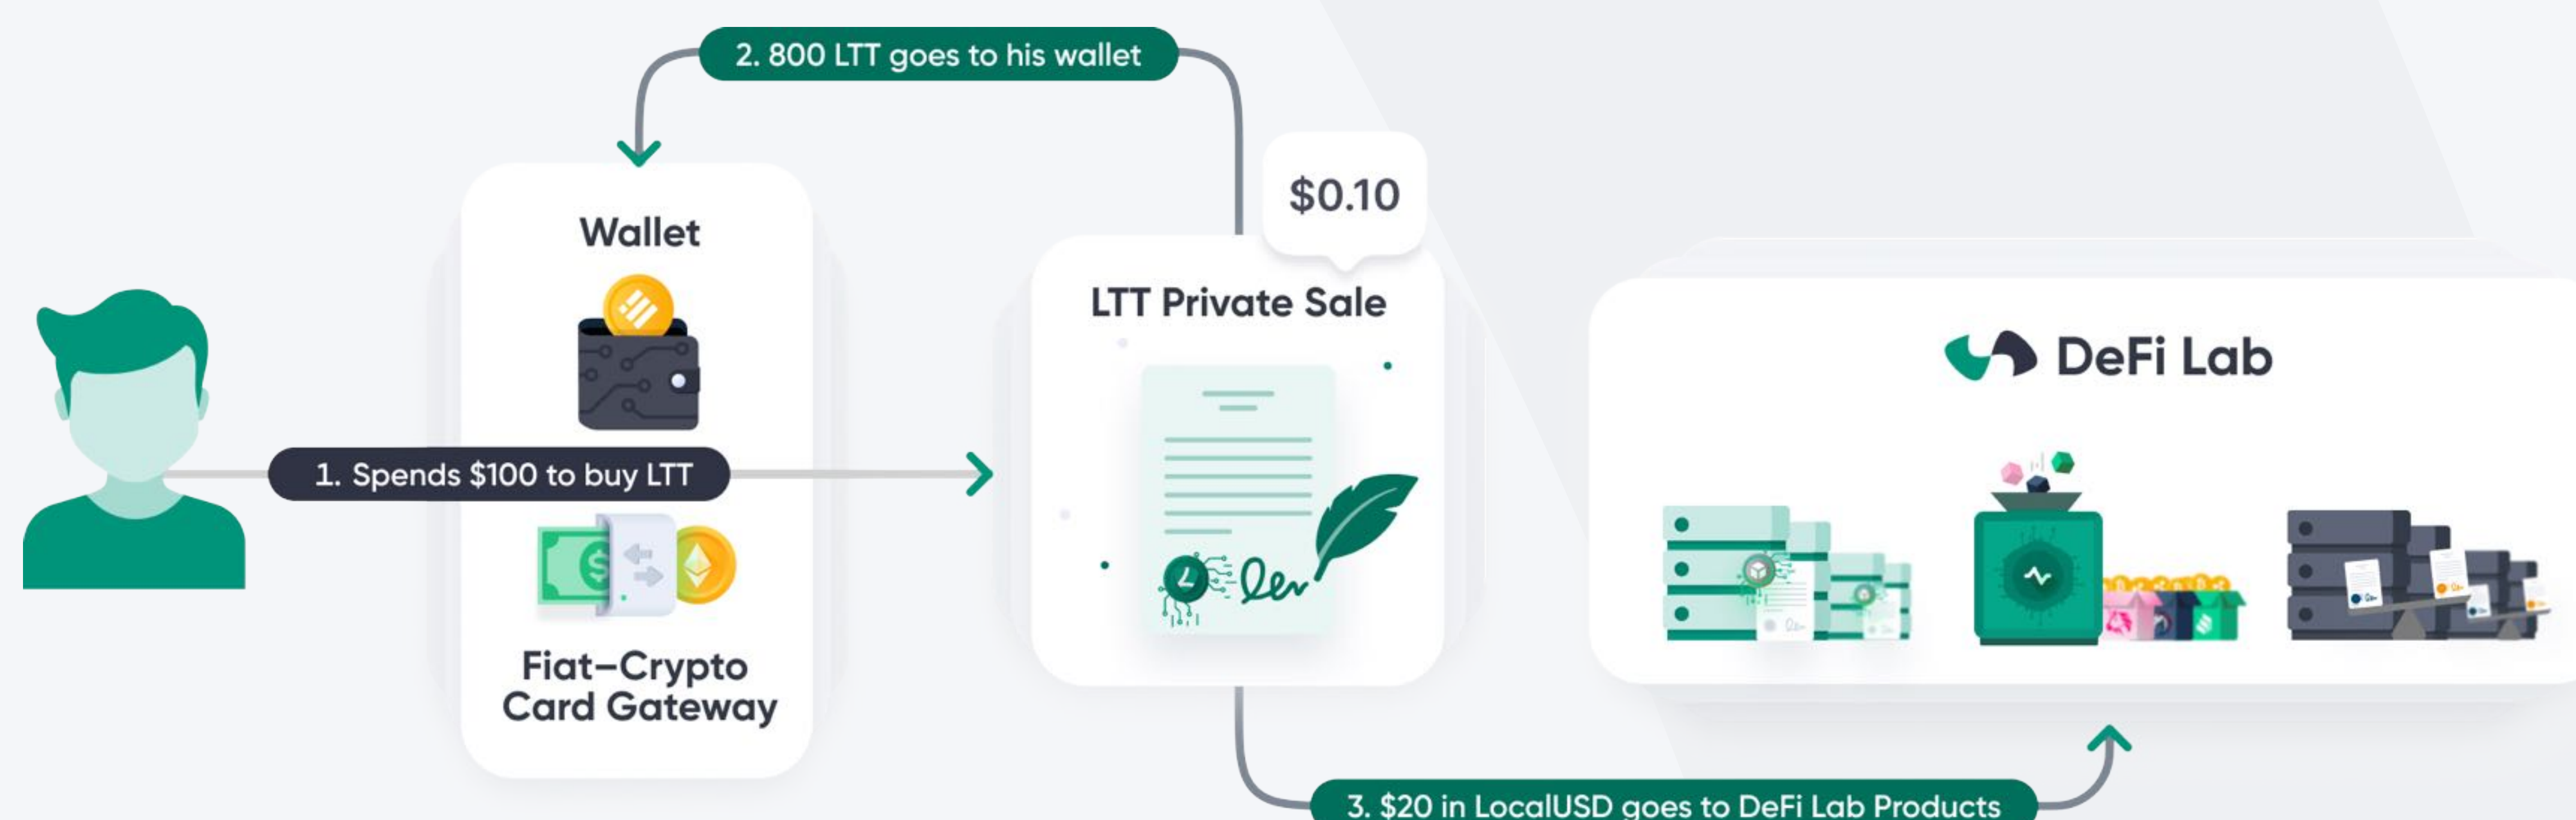 2. 800 LTT goes to his wallet
$0.10
Wallet
LTT Private Sale
DeFi Lab
1. Spends $100 to buy LTT
Fiat–Crypto
Card Gateway
3. $20 in LocalUSD goes to DeFi Lab Products